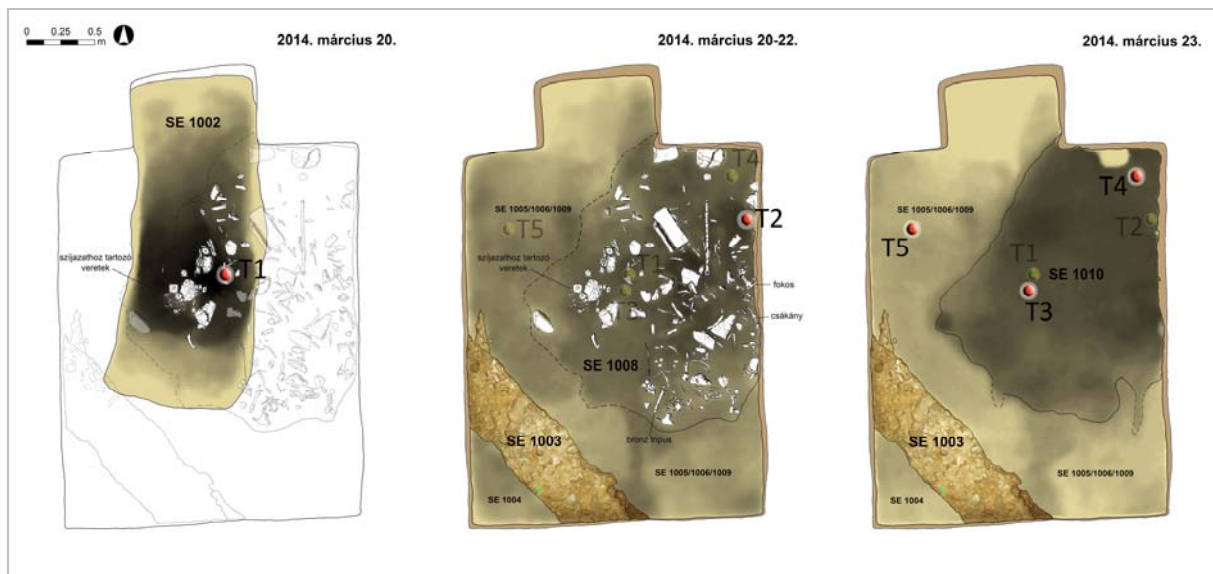 0 0.25 0.5
m
2014. március 20.
SE 1002
szíjazathoz tartozó
veretek
T1
2014. március 20-22.
T4
T2
SE 1005/1006/1009
T5
szíjazathoz tartozó
veretek
T1
T3
fokos
csákány
SE 1008
SE 1003
bronz tripus
SE 1005/1006/1009
SE 1004
2014. március 23.
T4
SE 1005/1006/1009
T2
T5
T1
SE 1010
T3
SE 1003
SE 1005/1006/1009
SE 1004